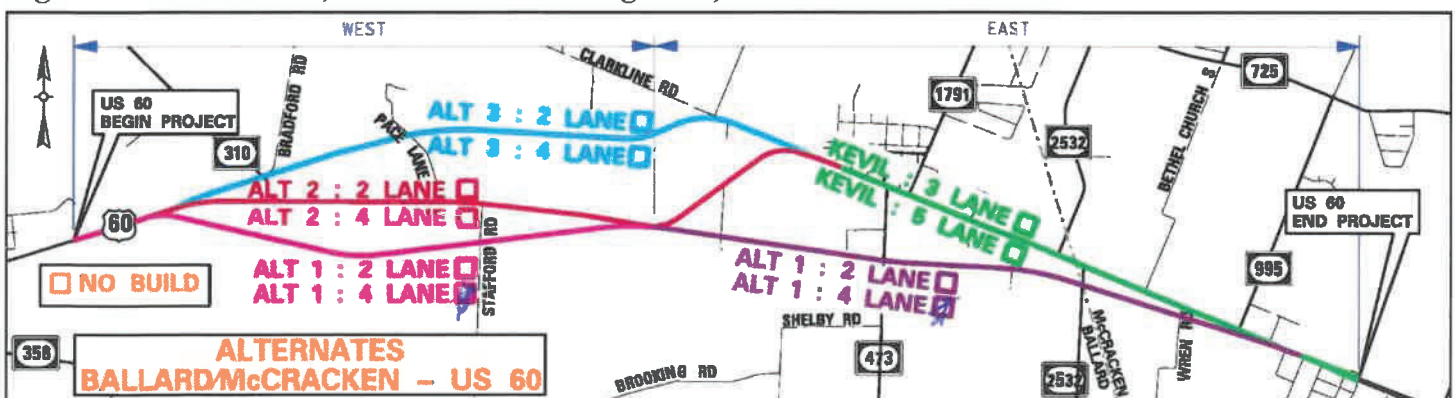 WEST
EAST
CLARKLINE RD
US 60
BEGIN PROJECT
BRADFORD RD
310
PACE LANE
ALT 3 : 2 LANE
ALT 3 : 4 LANE
1791
725
2532
BETHEL CHURCH
KEVIL : 3 LANE
KEVIL : 5 LANE
ALT 2 : 2 LANE
ALT 2 : 4 LANE
60
US 60
END PROJECT
NO BUILD
ALT 1 : 2 LANE
ALT 1 : 4 LANE
STAFFORD RD
ALT 1 : 2 LANE
ALT 1 : 4 LANE
995
SHELBY RD
McCRACKEN
BALLARD
WREN RD
358
ALTERNATES
BALLARD/McCRACKEN - US 60
BROOKING RD
473
2532